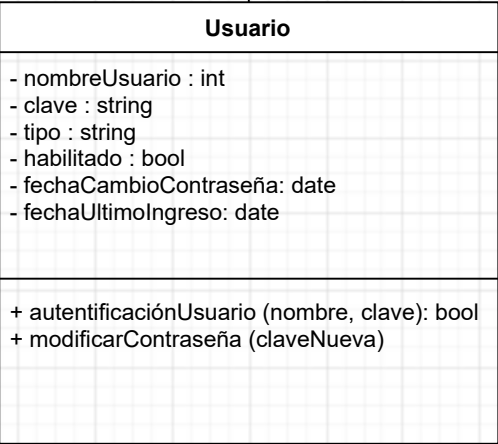 Usuario
- nombreUsuario : int
- clave : string
- tipo : string
- habilitado : bool
- fechaCambioContraseña: date
- fechaUltimoIngreso: date
+ autentificaciónUsuario (nombre, clave): bool
+ modificarContraseña (claveNueva)